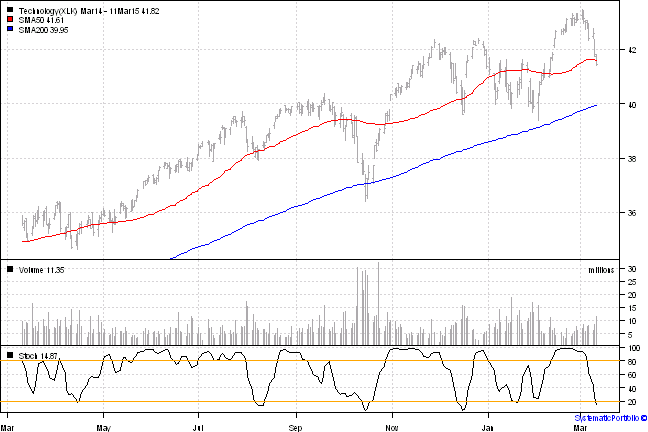 Technology(XLK) Mar14 - 11Mar15 41.82
SMA50 41.61
SMA200 39.95
42
40
38
36
Volume 11.35
millions
30
25
20
15
10
5
Stoch 14.87
100
80
60
40
20
Mar May Jul Sep Nov Jan Mar
SystematicPortfolio ©